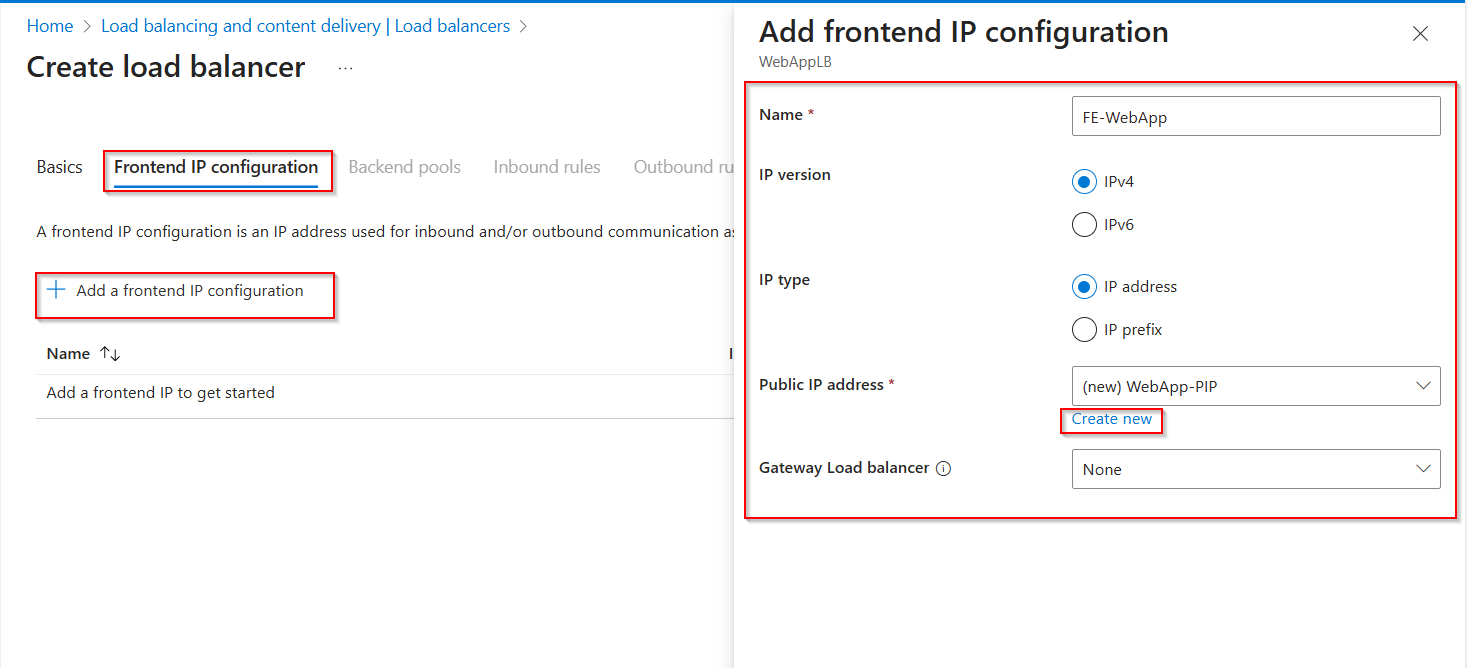 Home > Load balancing and content delivery | Load balancers >
Create load balancer ...
Basics Frontend IP configuration Backend pools Inbound rules Outbound ru
A frontend IP configuration is an IP address used for inbound and/or outbound communication as
+ Add a frontend IP configuration
Name ↑↓
Add a frontend IP to get started
Add frontend IP configuration
WebAppLB
Name * FE-WebApp
IP version IPv4
IPv6
IP type IP address
IP prefix
Public IP address * (new) WebApp-PIP
Create new
Gateway Load balancer None